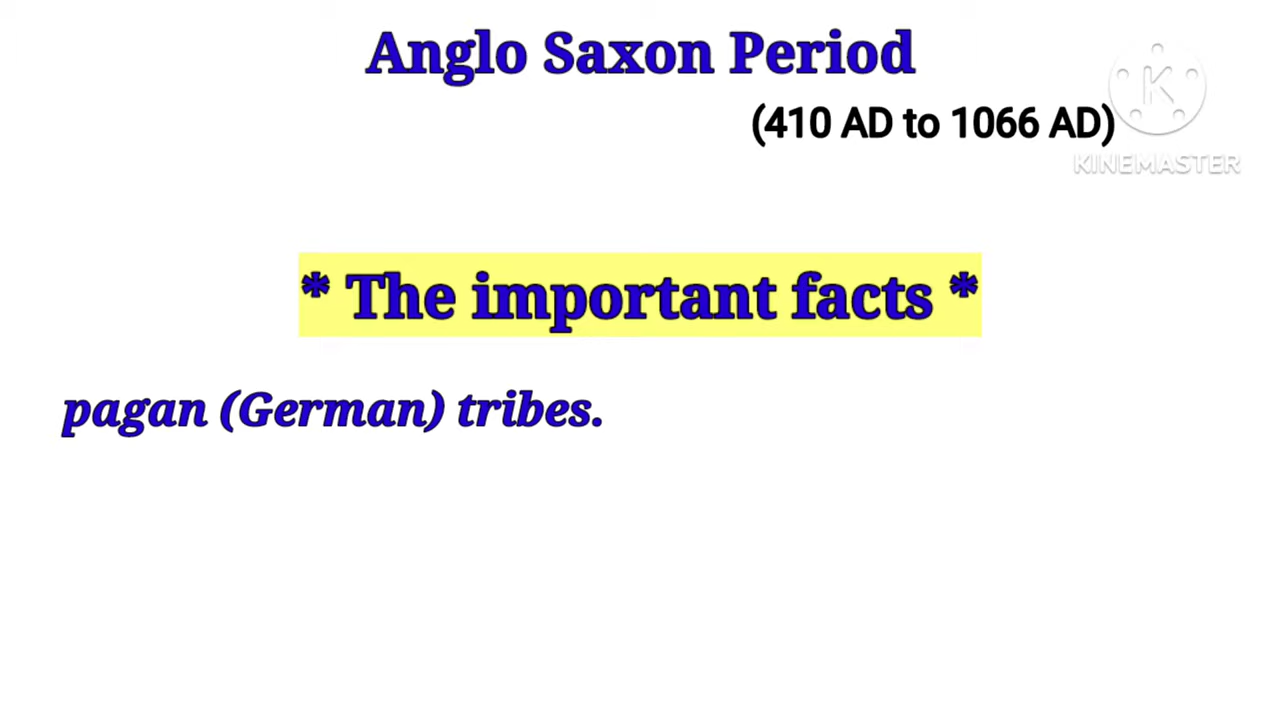 Anglo Saxon Period
(410 AD to 1066 AD)
K
KINEMASTER
* The important facts *
pagan (German) tribes.